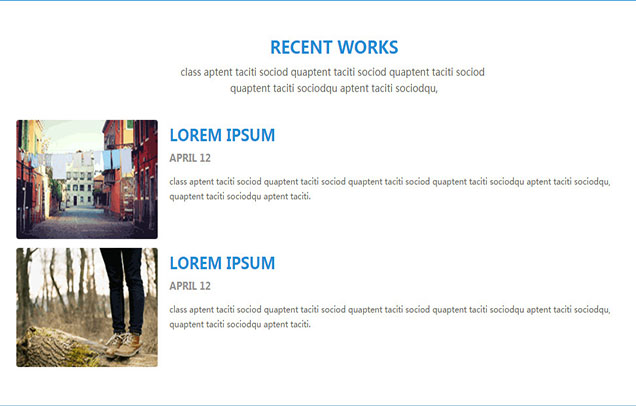 RECENT WORKS
class aptent taciti sociod quaptent taciti sociod quaptent taciti sociod
quaptent taciti sociodqu aptent taciti sociodqu,
LOREM IPSUM
APRIL 12
class aptent taciti sociod quaptent taciti sociod quaptent taciti sociod quaptent taciti sociodqu aptent taciti sociodqu,
quaptent taciti sociodqu aptent taciti.
LOREM IPSUM
APRIL 12
class aptent taciti sociod quaptent taciti sociod quaptent taciti sociod quaptent taciti sociodqu aptent taciti sociodqu,
quaptent taciti sociodqu aptent taciti.